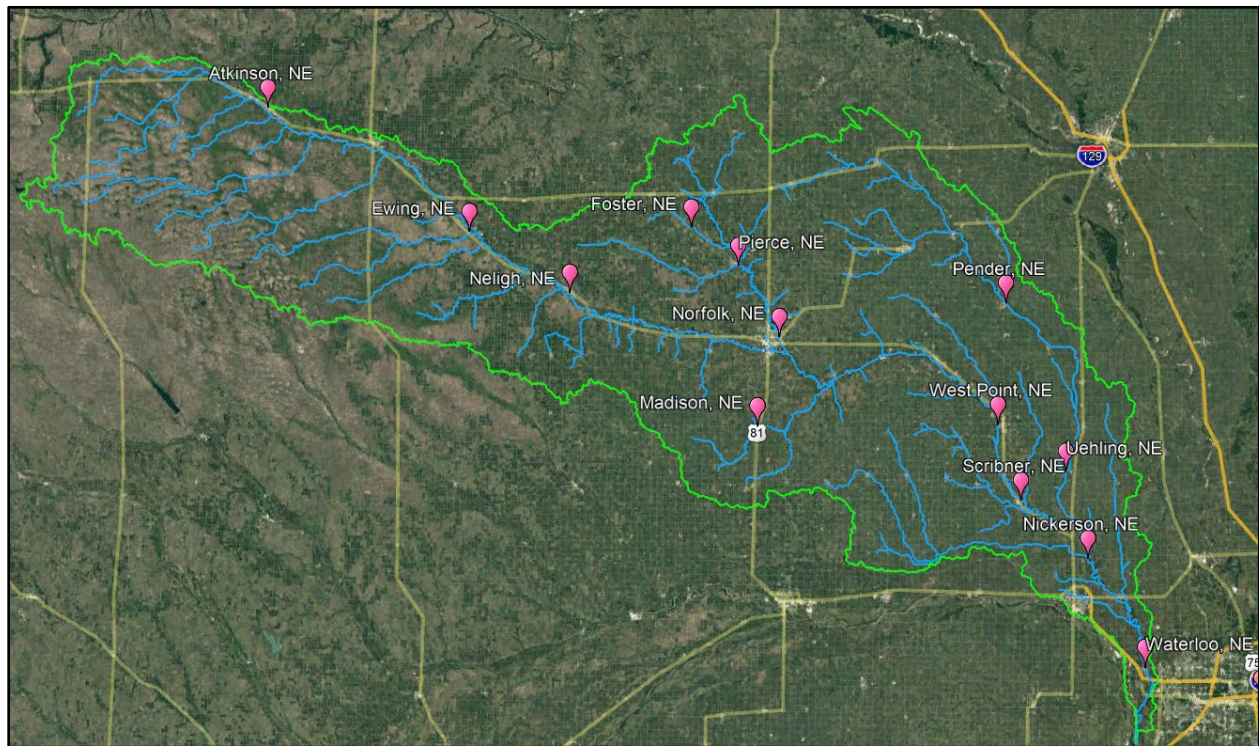 Atkinson, NE
129
Ewing, NE
Foster, NE
Pierce, NE
Neligh, NE
Pender, NE
Norfolk, NE
West Point, NE
Madison, NE
81
Uehling, NE
Scribner, NE
Nickerson, NE
Waterloo, NE
75